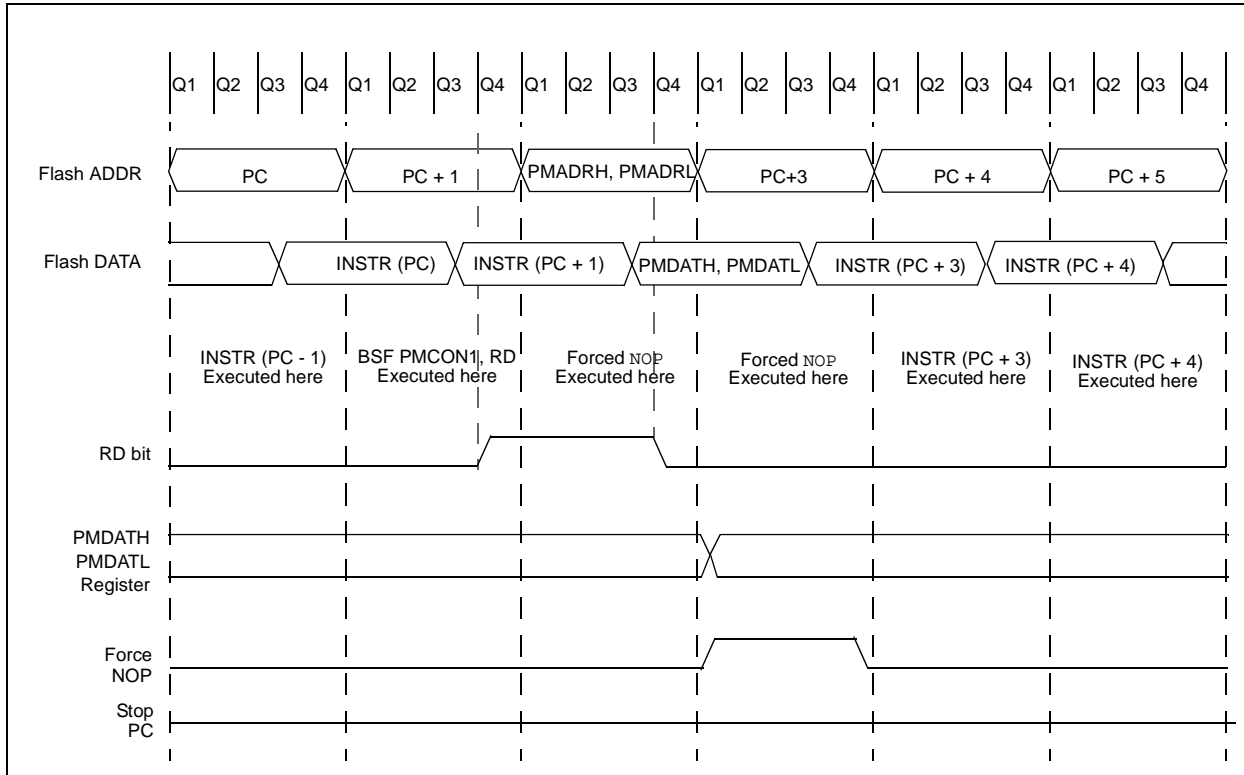 Q1 Q2 Q3 Q4 Q1 Q2 Q3 Q4 Q1 Q2 Q3 Q4 Q1 Q2 Q3 Q4 Q1 Q2 Q3 Q4 Q1 Q2 Q3 Q4
Flash ADDR PC PC + 1 PMADRH, PMADRL PC+3 PC + 4 PC + 5
Flash DATA INSTR (PC) INSTR (PC + 1) PMDATH, PMDATL INSTR (PC + 3) INSTR (PC + 4)
INSTR (PC - 1)
Executed here
BSF PMCON1, RD
Executed here
Forced NOP
Executed here
Forced NOP
Executed here
INSTR (PC + 3)
Executed here
INSTR (PC + 4)
Executed here
RD bit
PMDATH
PMDATL
Register
Force
NOP
Stop
PC